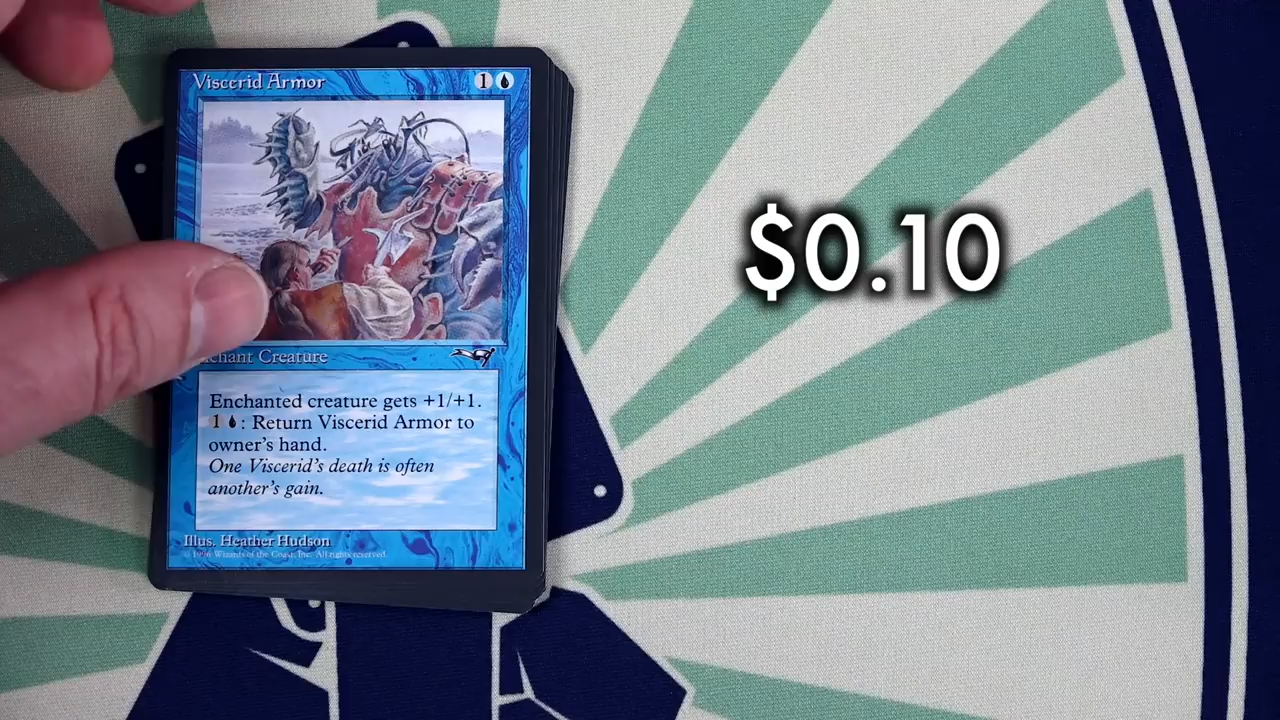 Viscerid Armor 1
$0.10
Enchant Creature
Enchanted creature gets +1/+1.
1 : Return Viscerid Armor to
owner's hand.
One Viscerid's death is often
another's gain.
Illus. Heather Hudson
© 1996 Wizards of the Coast, Inc. All rights reserved.